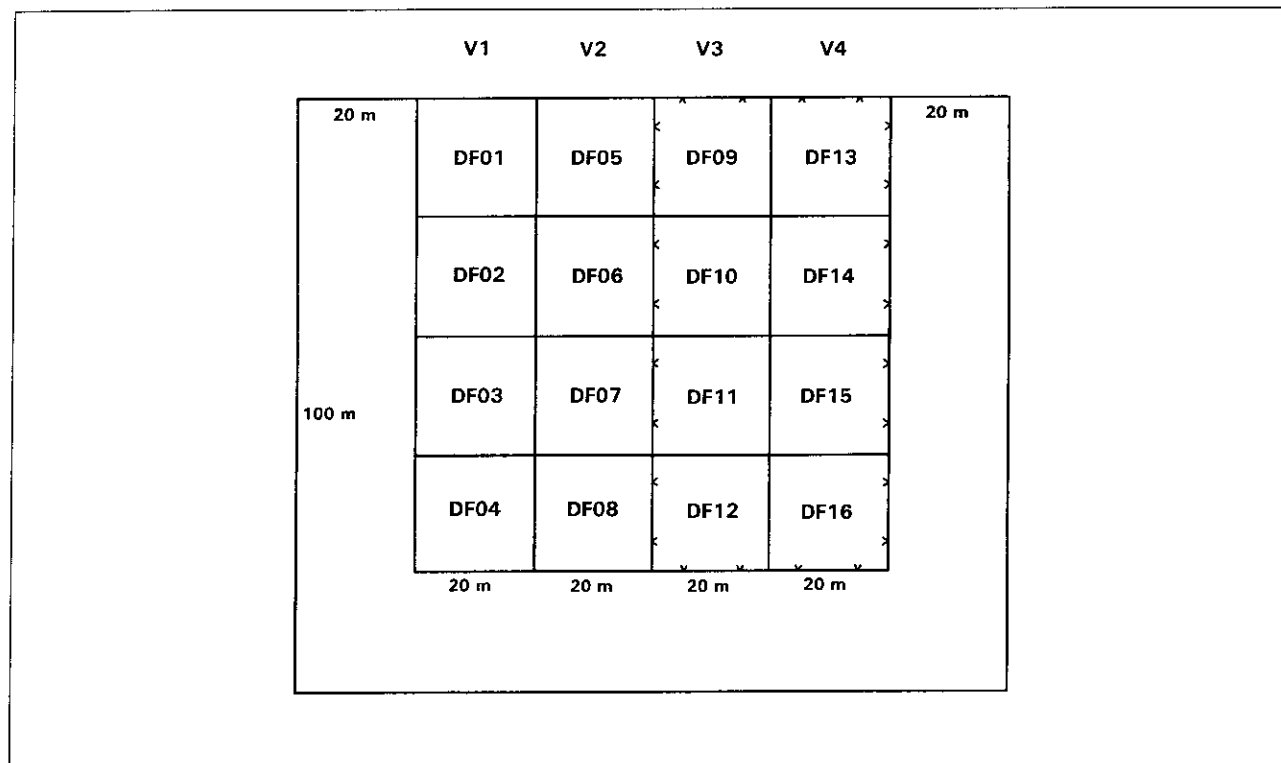 V1 V2 V3 V4
20 m 20 m
DF01 DF05 DF09 DF13
DF02 DF06 DF10 DF14
DF03 DF07 DF11 DF15
100 m
DF04 DF08 DF12 DF16
20 m 20 m 20 m 20 m